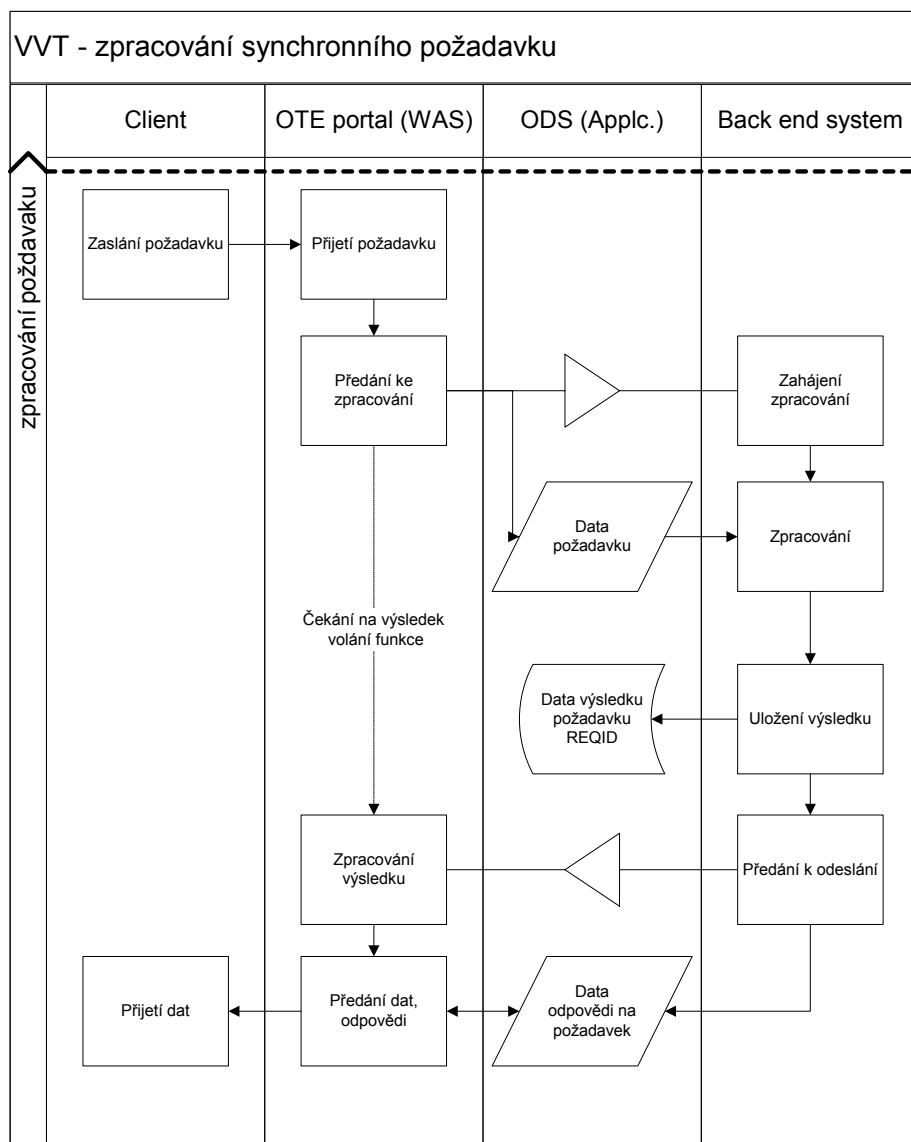 VVT - zpracování synchronního požadavku
Client
OTE portal (WAS)
ODS (Applc.)
Back end system
zpracování poždavaku
Zaslání požadavku
Přijetí požadavku
Předání ke
zpracování
Zahájení
zpracování
Data
požadavku
Zpracování
Čekání na výsledek
volání funkce
Data výsledku
požadavku
REQID
Uložení výsledku
Zpracování
výsledku
Předání k odeslání
Přijetí dat
Předání dat,
odpovědi
Data
odpovědi na
požadavek